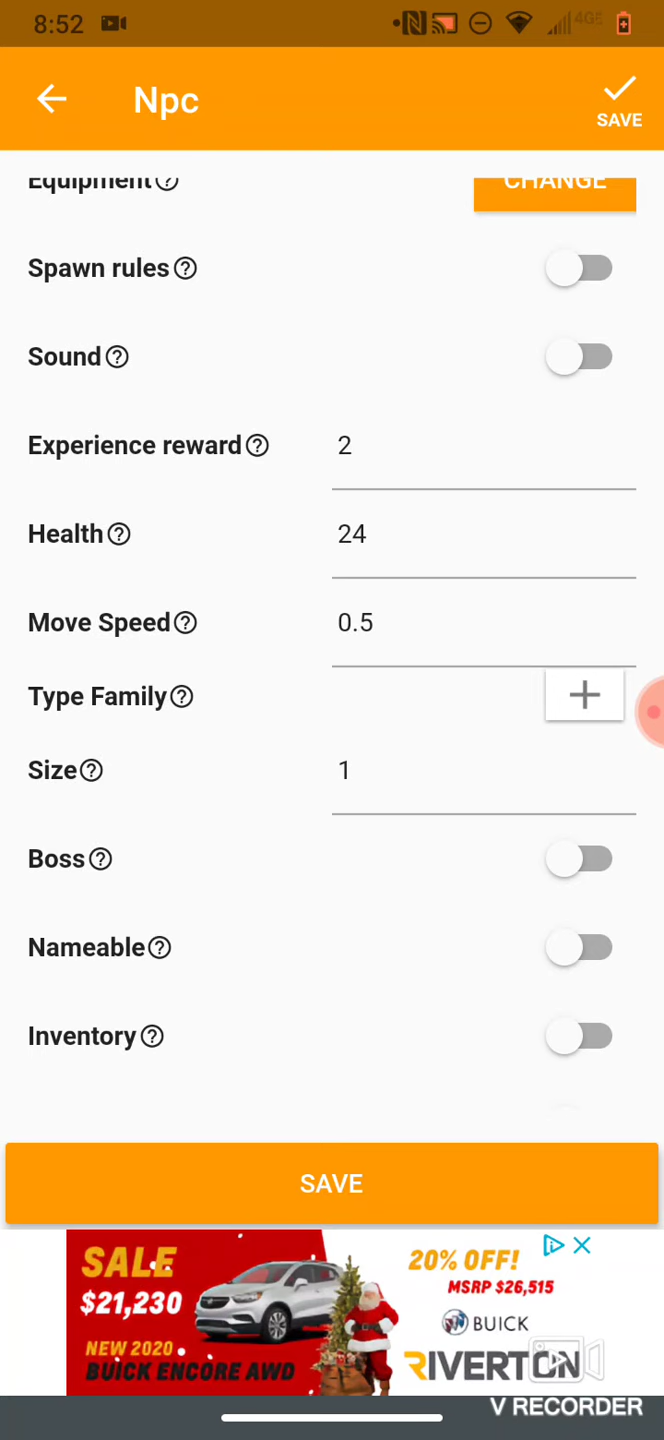 8:52
4GE
Npc
SAVE
Equipment
CHANGE
Spawn rules
Sound
Experience reward 2
Health 24
Move Speed 0.5
Type Family
Size 1
Boss
Nameable
Inventory
SAVE
SALE
$21,230
NEW 2020
BUICK ENCORE AWD
20% OFF!
MSRP $26,515
BUICK
RIVERTON
V RECORDER